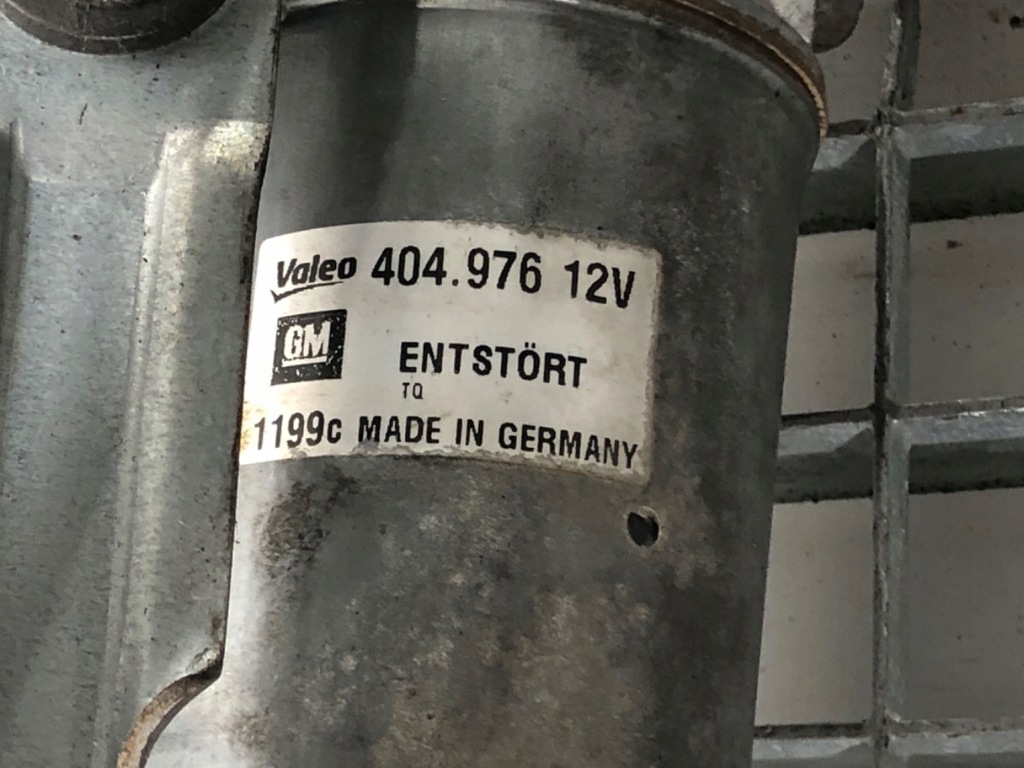 Valeo 404.976 12V
GM ENTSTÖRT
TQ
1199c MADE IN GERMANY